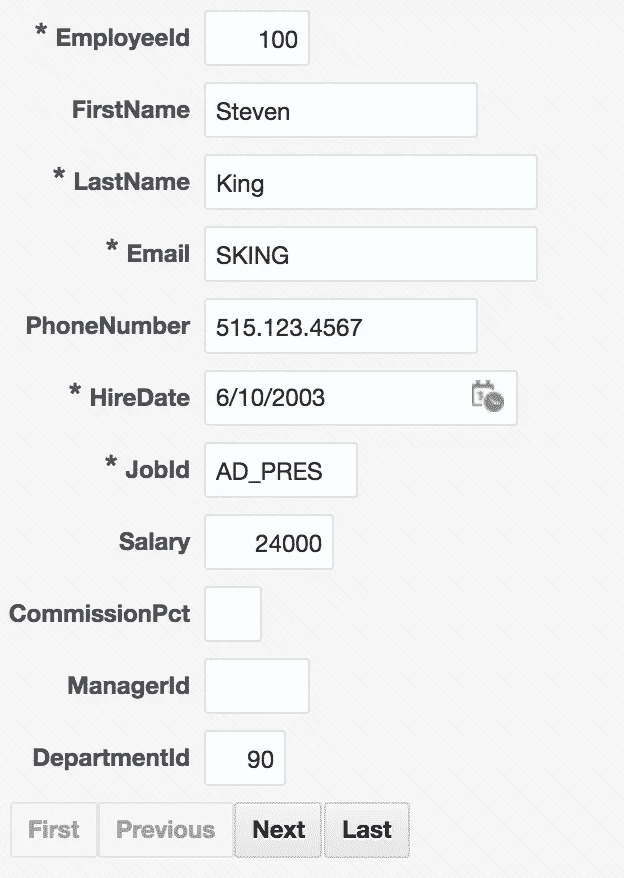 * EmployeeId 100
FirstName Steven
* LastName King
* Email SKING
PhoneNumber 515.123.4567
* HireDate 6/10/2003
* JobId AD_PRES
Salary 24000
CommissionPct
ManagerId
DepartmentId 90
First Previous Next Last